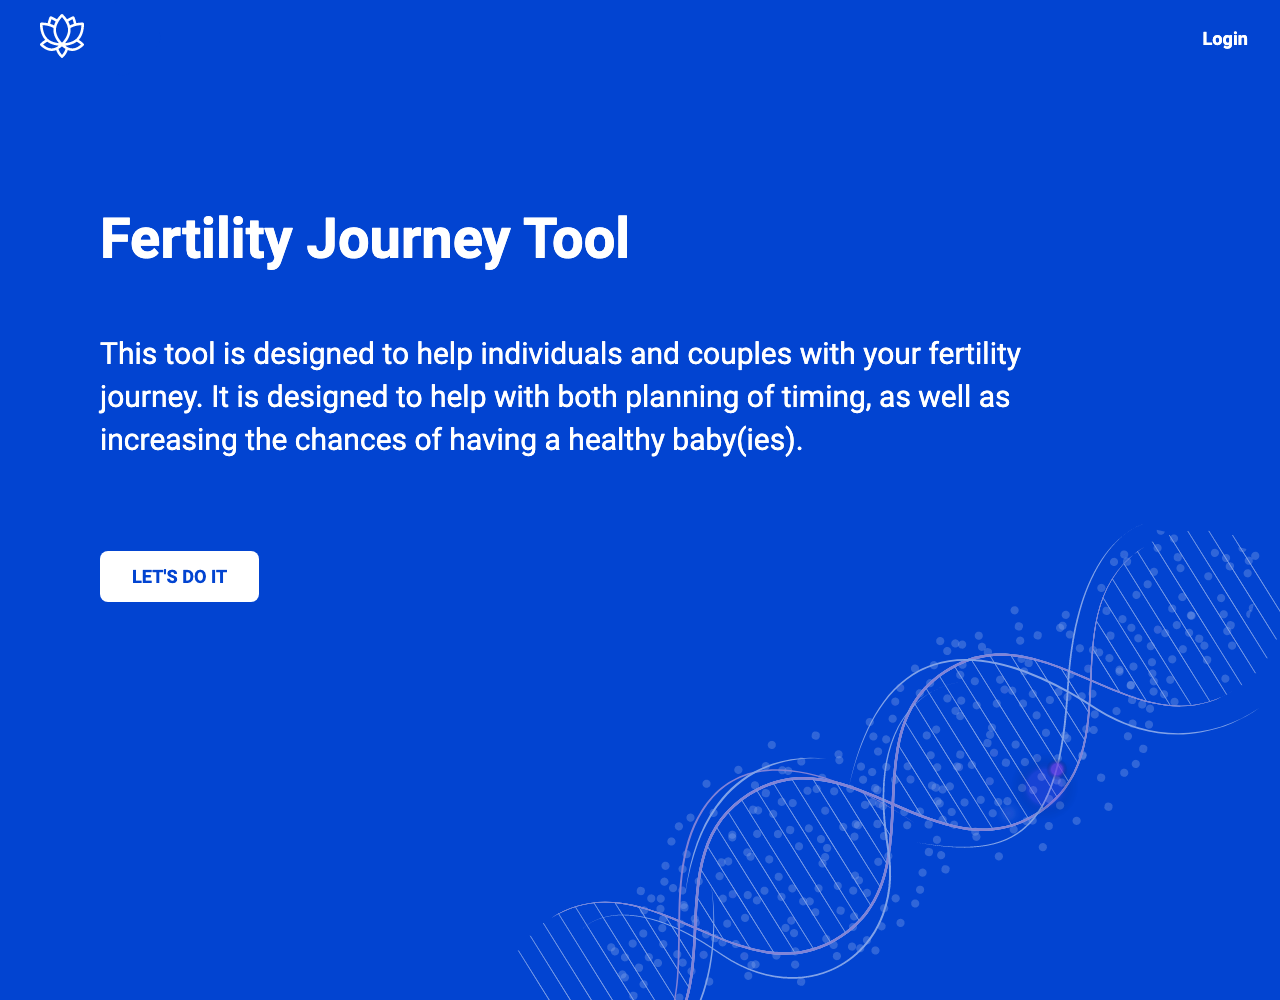 Login
Fertility Journey Tool
This tool is designed to help individuals and couples with your fertility
journey. It is designed to help with both planning of timing, as well as
increasing the chances of having a healthy baby(ies).
LET'S DO IT